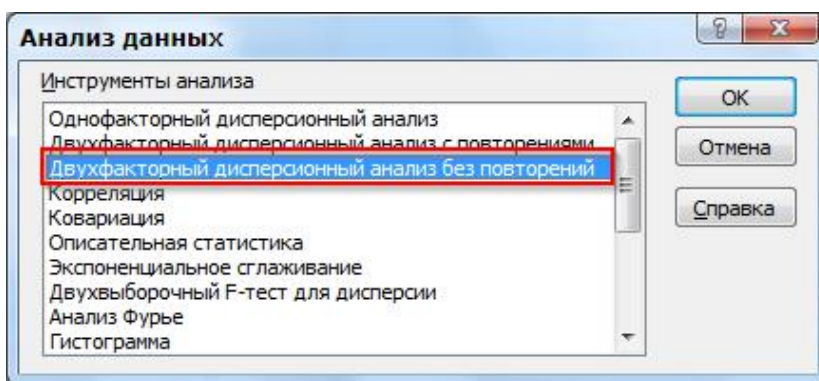 Анализ данных
Инструменты анализа
Однофакторный дисперсионный анализ
Двухфакторный дисперсионный анализ с повторениями
Двухфакторный дисперсионный анализ без повторений
Корреляция
Ковариация
Описательная статистика
Экспоненциальное сглаживание
Двухвыборочный F-тест для дисперсии
Анализ Фурье
Гистограмма
OK
Отмена
Справка